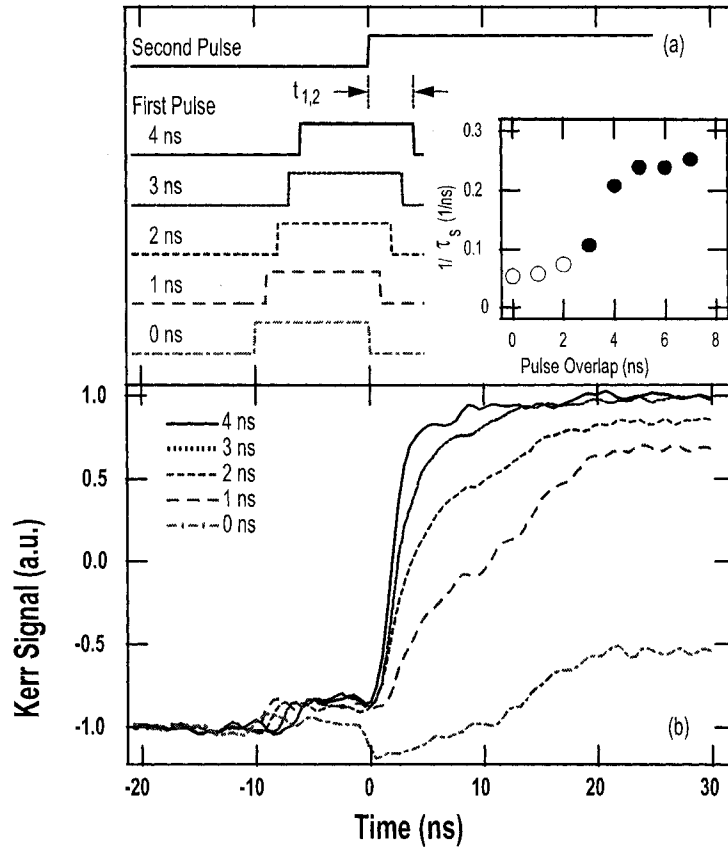 Second Pulse
(a)
t1,2
First Pulse
4 ns
3 ns
2 ns
1 ns
0 ns
0.3
0.2
0.1
0
1/ τs (1/ns)
0 2 4 6 8
Pulse Overlap (ns)
1.0
0.5
0.0
-0.5
-1.0
Kerr Signal (a.u.)
4 ns
3 ns
2 ns
1 ns
0 ns
(b)
-20 -10 0 10 20 30
Time (ns)